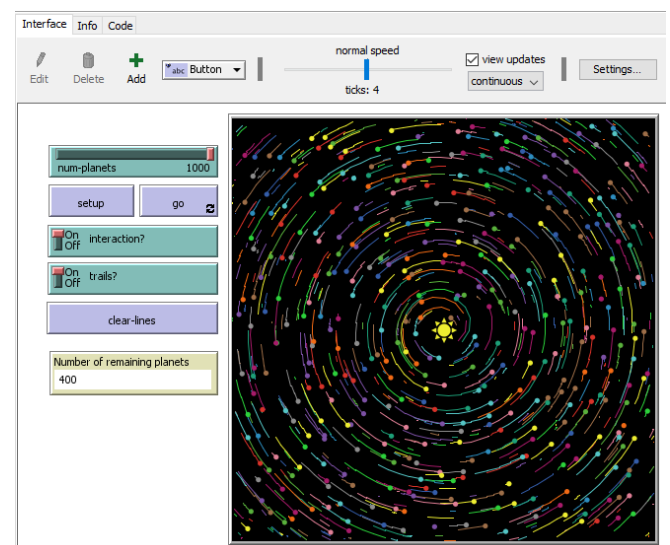 Interface Info Code
normal speed
Edit Delete Add abc Button view updates
ticks: 4 continuous Settings...
num-planets 1000
setup go
On
Off interaction?
On
Off trails?
clear-lines
Number of remaining planets
400